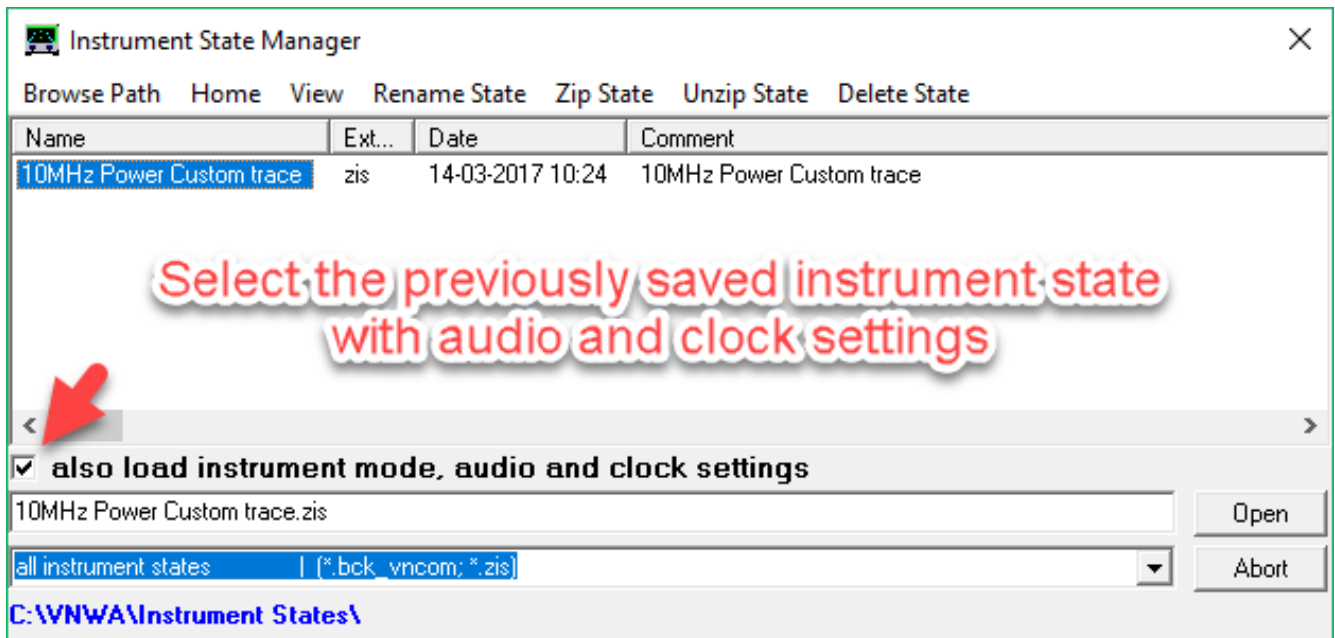 Instrument State Manager
Browse Path Home View Rename State Zip State Unzip State Delete State
Name Ext... Date Comment
10MHz Power Custom trace zis 14-03-2017 10:24 10MHz Power Custom trace
Select the previously saved instrument state
with audio and clock settings
also load instrument mode, audio and clock settings
10MHz Power Custom trace.zis
Open
all instrument states | (*.bck_vncom; *.zis)
Abort
C:\VNWA\Instrument States\